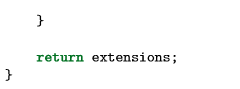 }
return extensions;
}